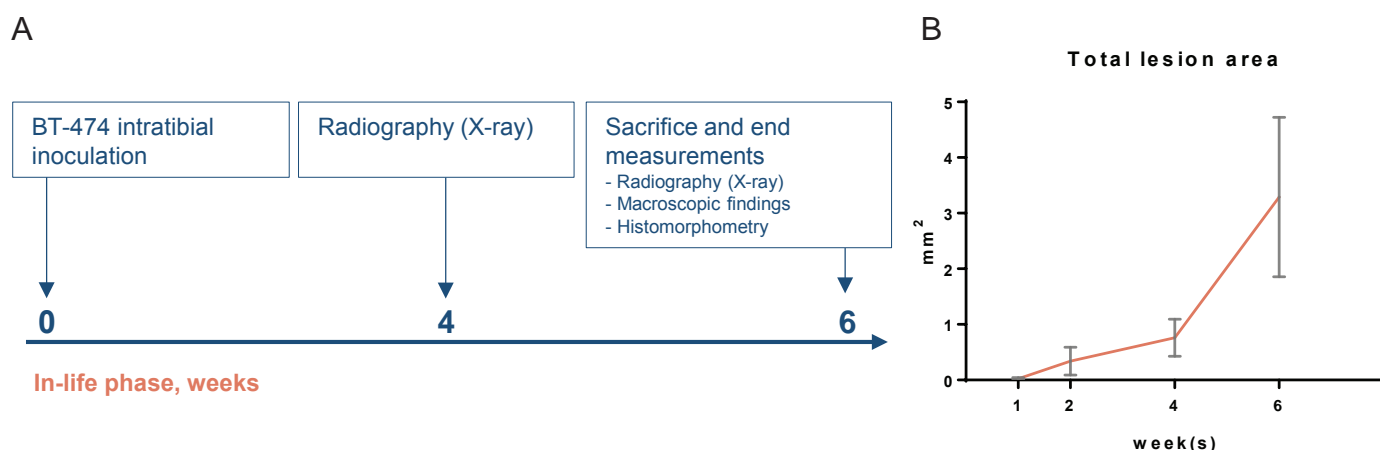 A
BT-474 intratibial
inoculation
Radiography (X-ray)
Sacrifice and end
measurements
- Radiography (X-ray)
- Macroscopic findings
- Histomorphometry
0
4
6
In-life phase, weeks
B
Total lesion area
5
4
3
2
1
0
mm²
1
2
4
6
week(s)